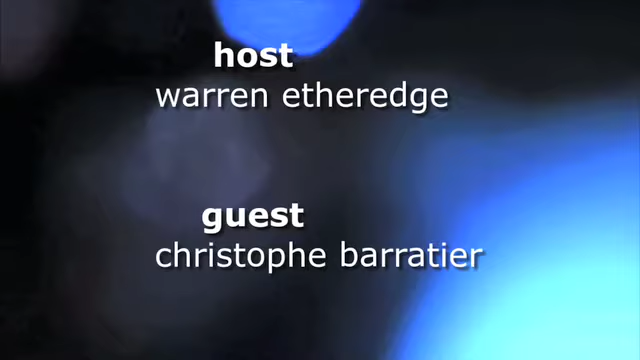 host
warren etheredge
guest
christophe barratier